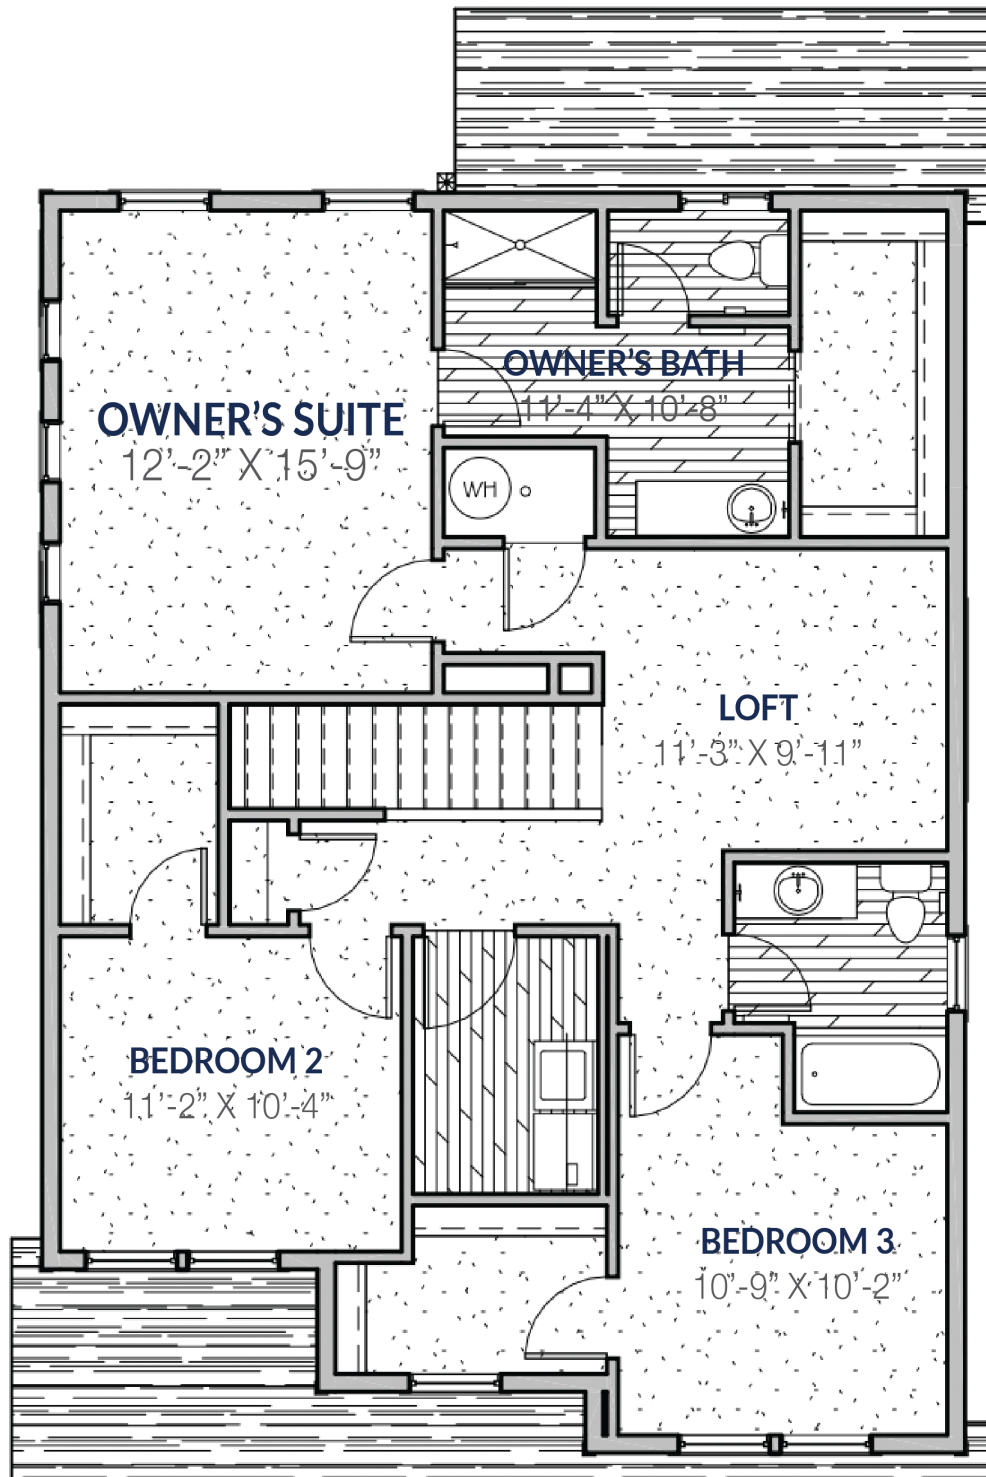 OWNER'S BATH
11'-4" X 10'-8"
OWNER'S SUITE
12'-2" X 15'-9"
WH
LOFT
11'-3" X 9'-11"
BEDROOM 2
11'-2" X 10'-4"
BEDROOM 3
10'-9" X 10'-2"